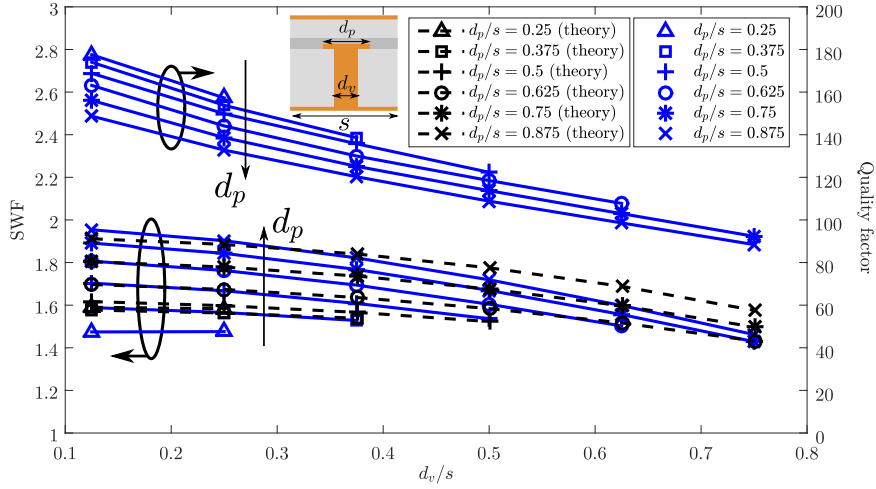 3
2.8
2.6
2.4
2.2
2
1.8
1.6
1.4
1.2
1
SWF
200
180
160
140
120
100
80
60
40
20
0
Quality factor
0.1
0.2
0.3
0.4
0.5
0.6
0.7
0.8
d_v/s
d_p
d_v
s
d_p
d_p
d_p/s = 0.25 (theory)
d_p/s = 0.375 (theory)
d_p/s = 0.5 (theory)
d_p/s = 0.625 (theory)
d_p/s = 0.75 (theory)
d_p/s = 0.875 (theory)
d_p/s = 0.25
d_p/s = 0.375
d_p/s = 0.5
d_p/s = 0.625
d_p/s = 0.75
d_p/s = 0.875